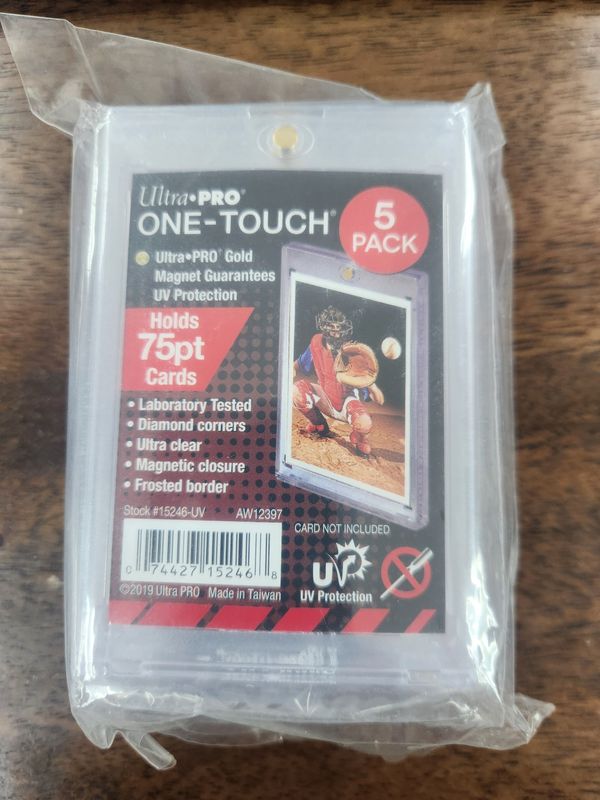 Ultra•PRO®
ONE-TOUCH®
5
PACK
Ultra•PRO® Gold
Magnet Guarantees
UV Protection
Holds
75pt
Cards
• Laboratory Tested
• Diamond corners
• Ultra clear
• Magnetic closure
• Frosted border
Stock #15246-UV AW12397
CARD NOT INCLUDED
0 74427 15246 8
UV
UV Protection
©2019 Ultra PRO Made in Taiwan